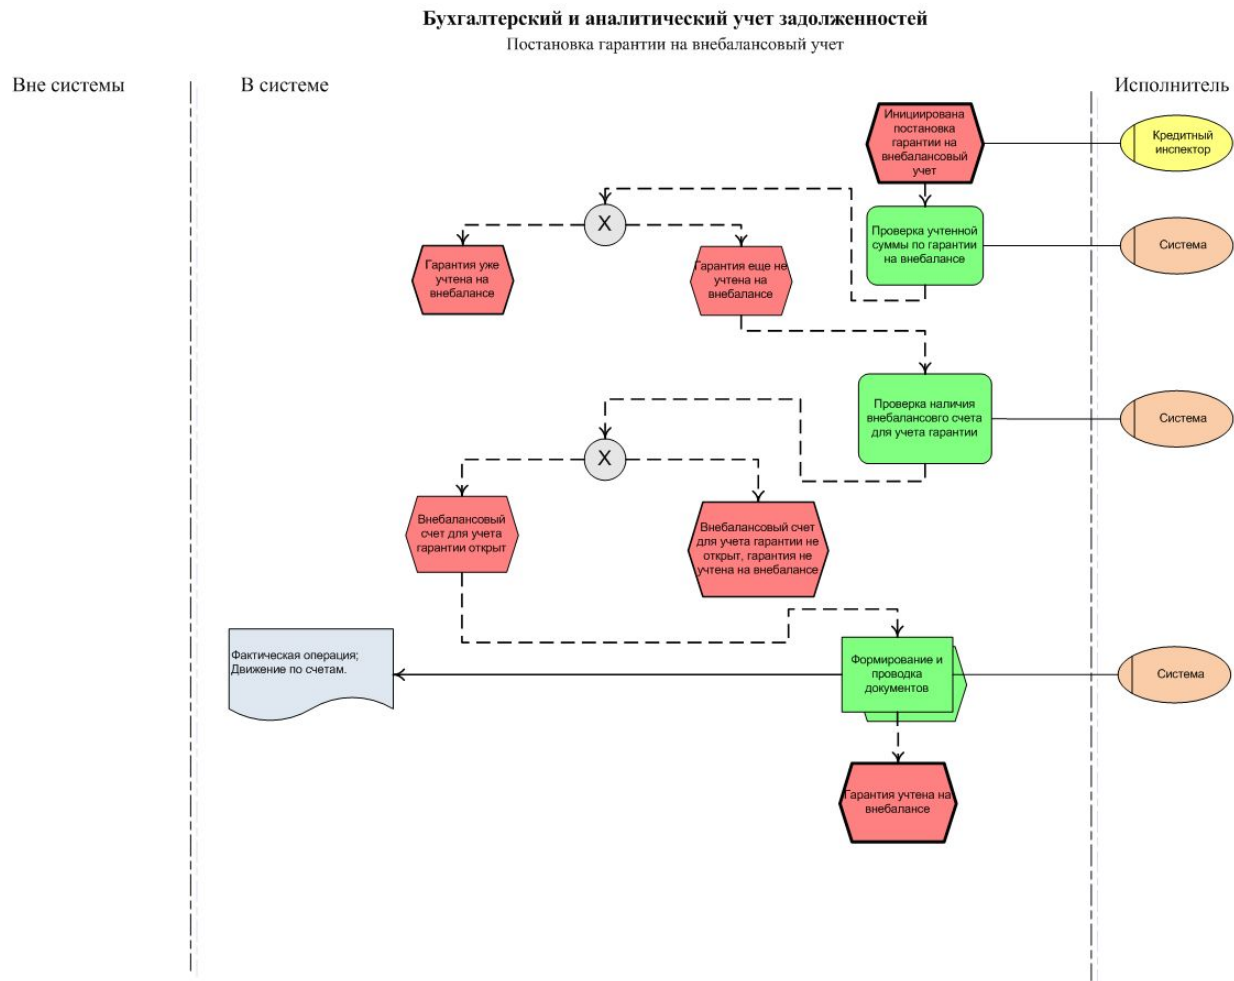 Бухгалтерский и аналитический учет задолженностей
Постановка гарантии на внебалансовый учет
Вне системы
В системе
Исполнитель
Инициирована
постановка
гарантии на
внебалансовый
учет
Кредитный
инспектор
X
Проверка учтенной
суммы по гарантии
на внебалансе
Система
Гарантия уже
учтена на
внебалансе
Гарантия еще не
учтена на
внебалансе
Проверка наличия
внебалансовго счета
для учета гарантии
Система
X
Внебалансовый
счет для учета
гарантии открыт
Внебалансовый счет
для учета гарантии не
открыт, гарантия не
учтена на внебалансе.
Фактическая операция;
Движение по счетам.
Формирование и
проводка
документов
Система
Гарантия учтена на
внебалансе